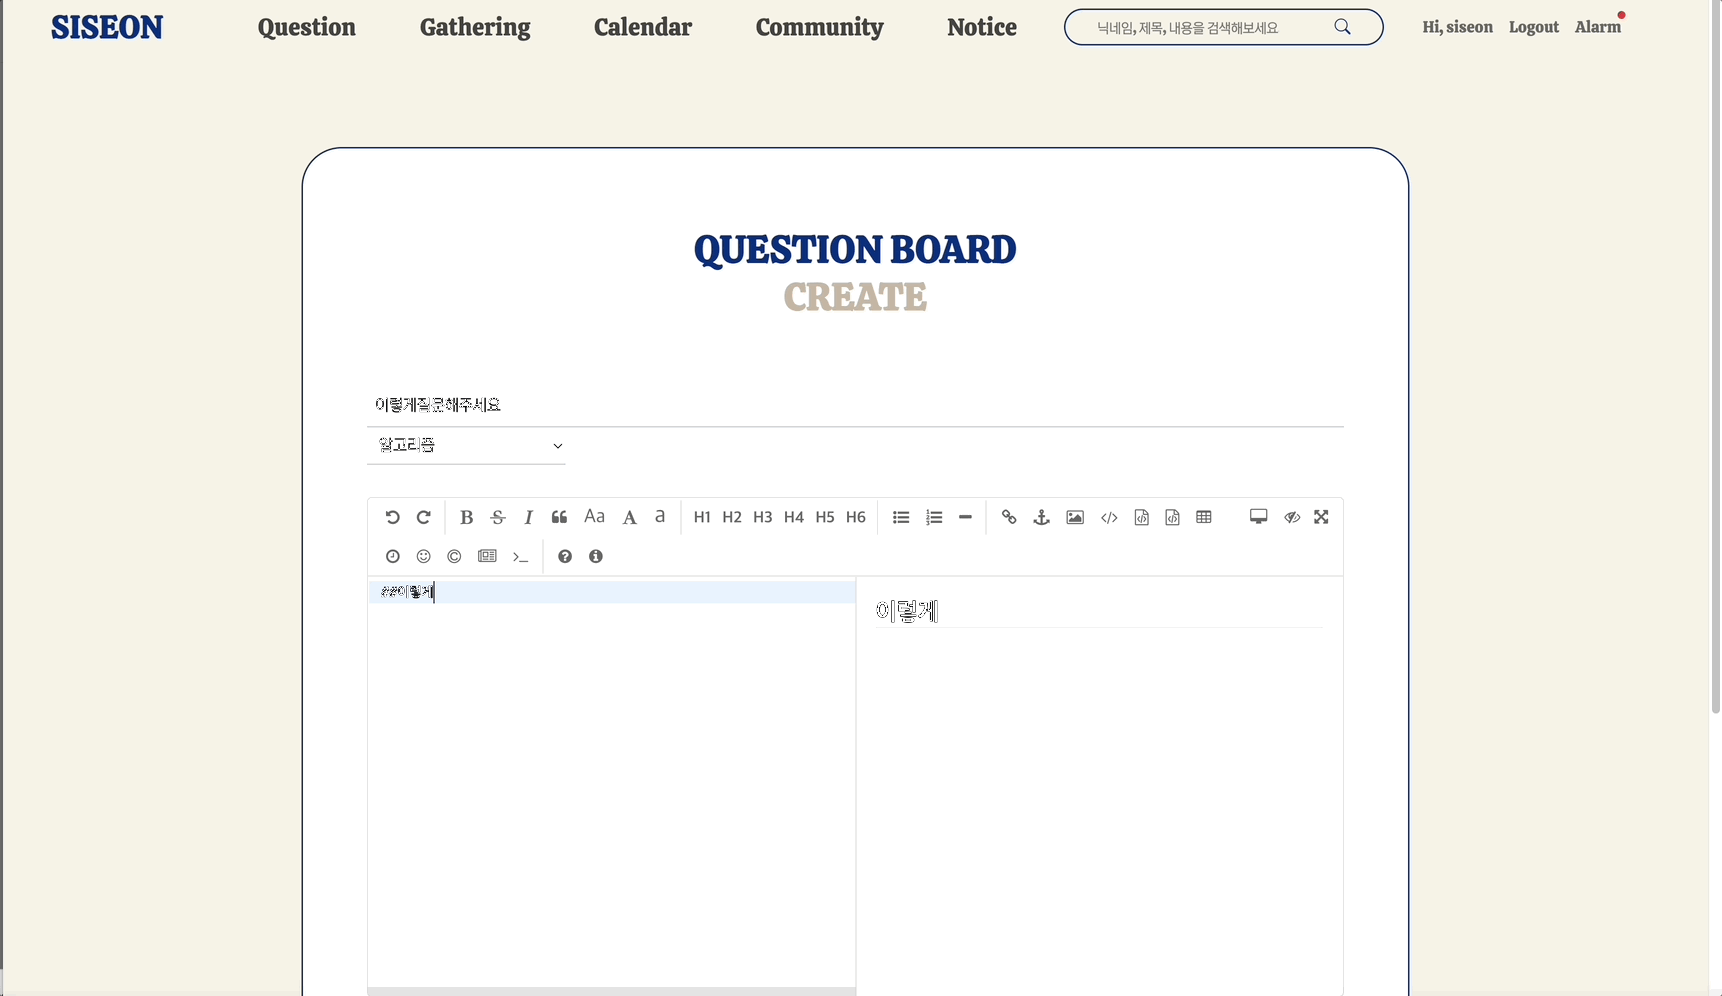 SISEON Question Gathering Calendar Community Notice 닉네임, 제목, 내용을 검색해보세요 Hi, siseon Logout Alarm
QUESTION BOARD
CREATE
이렇게질문해주세요
알고리즘
B S I Aa A a H1 H2 H3 H4 H5 H6
##이렇게
이렇게